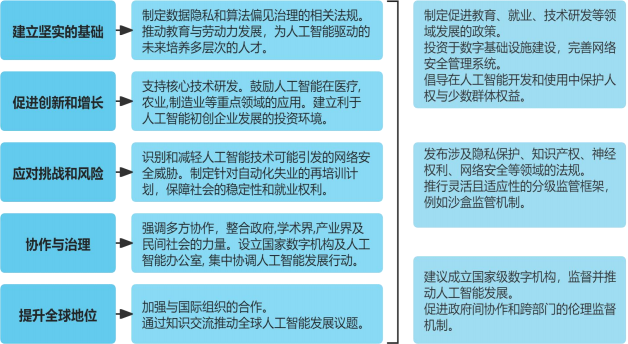 建立坚实的基础
制定数据隐私和算法偏见治理的相关法规。
推动教育与劳动力发展，为人工智能驱动的
未来培养多层次的人才。
促进创新和增长
支持核心技术研发。鼓励人工智能在医疗,
农业,制造业等重点领域的应用。建立利于
人工智能初创企业发展的投资环境。
应对挑战和风险
识别和减轻人工智能技术可能引发的网络安
全威胁。制定针对自动化失业的再培训计
划，保障社会的稳定性和就业权利。
协作与治理
强调多方协作，整合政府,学术界,产业界及
民间社会的力量。设立国家数字机构及人工
智能办公室, 集中协调人工智能发展行动。
提升全球地位
加强与国际组织的合作。
通过知识交流推动全球人工智能发展议题。
制定促进教育、就业、技术研发等领
域发展的政策。
投资于数字基础设施建设，完善网络
安全管理系统。
倡导在人工智能开发和使用中保护人
权与少数群体权益。
发布涉及隐私保护、知识产权、神经
权利、网络安全等领域的法规。
推行灵活且适应性的分级监管框架，
例如沙盒监管机制。
建议成立国家级数字机构，监督并推
动人工智能发展。
促进政府间协作和跨部门的伦理监督
机制。